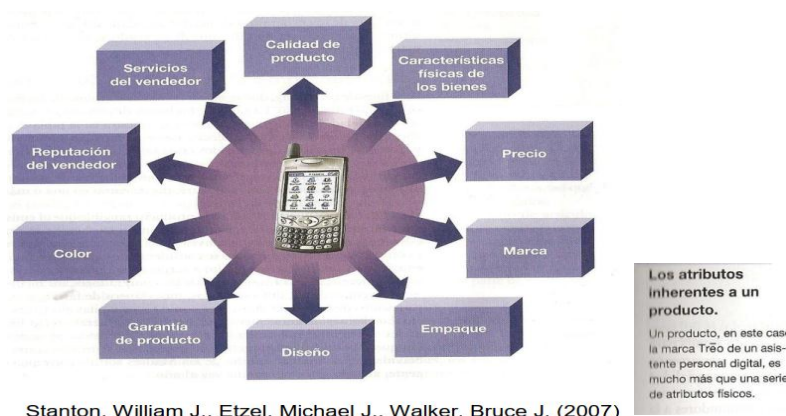 Calidad de
producto
Servicios
del vendedor
Características
físicas de
los bienes
Reputación
del vendedor
Precio
Color
Marca
Garantía
de producto
Diseño
Empaque
Los atributos
inherentes a un
producto.
Un producto, en este caso
la marca Trēo de un asis-
tente personal digital, es
mucho más que una serie
de atributos físicos.
Stanton, William J., Etzel, Michael J., Walker, Bruce J. (2007)